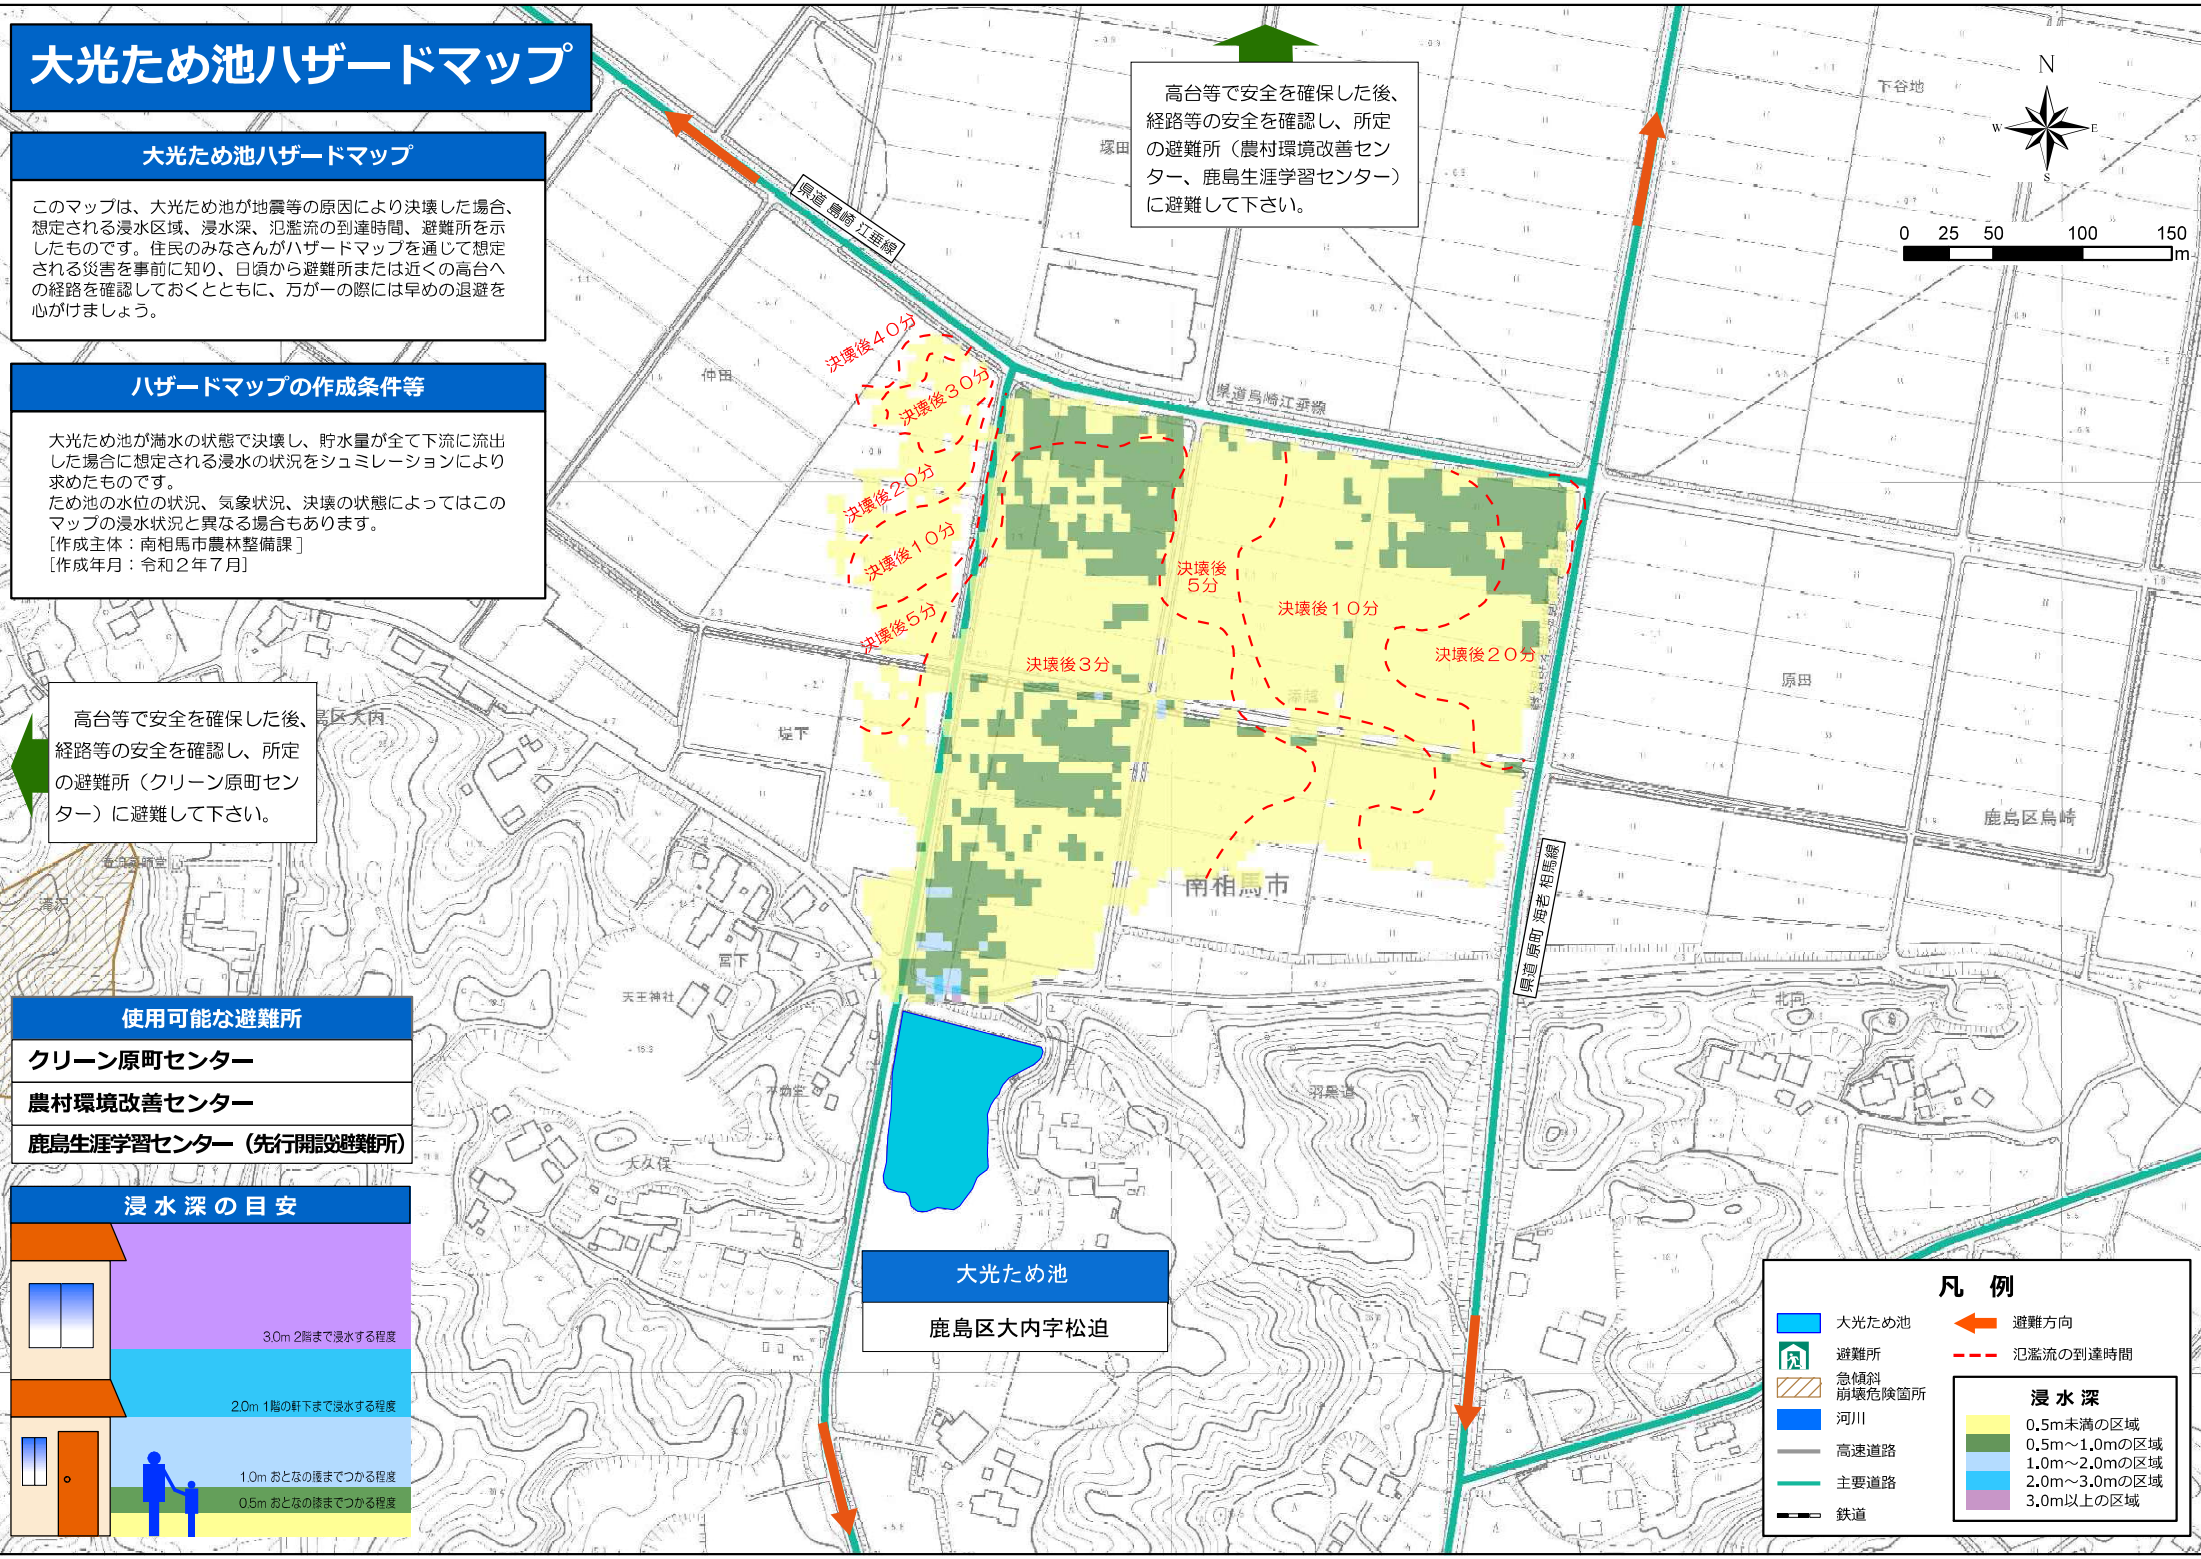 大光ため池ハザードマップ
大光ため池ハザードマップ
このマップは、大光ため池が地震等の原因により決壊した場合、
想定される浸水区域、浸水深、氾濫流の到達時間、避難所を示
したものです。住民のみなさんがハザードマップを通じて想定
される災害を事前に知り、日頃から避難所または近くの高台へ
の経路を確認しておくとともに、万が一の際には早めの退避を
心がけましょう。
ハザードマップの作成条件等
大光ため池が満水の状態で決壊し、貯水量が全て下流に流出
した場合に想定される浸水の状況をシュミレーションにより
求めたものです。
ため池の水位の状況、気象状況、決壊の状態によってはこの
マップの浸水状況と異なる場合もあります。
[作成主体：南相馬市農林整備課]
[作成年月：令和２年７月]
高台等で安全を確保した後、
経路等の安全を確認し、所定
の避難所（農村環境改善セン
ター、鹿島生涯学習センター）
に避難して下さい。
N
W
E
S
0 25 50 100 150
m
下谷地
塚田
県道 烏崎 江垂線
県道烏崎江垂線
仲田
決壊後４０分
決壊後３０分
決壊後２０分
決壊後１０分
決壊後５分
決壊後３分
決壊後
５分
決壊後１０分
決壊後２０分
原田
堤下
鹿島区烏崎
南相馬市
県道 原町 海老 相馬線
高台等で安全を確保した後、
経路等の安全を確認し、所定
の避難所（クリーン原町セン
ター）に避難して下さい。
島区大内
宮下
天王神社
不動堂
大久保
羽黒道
北向
使用可能な避難所
クリーン原町センター
農村環境改善センター
鹿島生涯学習センター（先行開設避難所）
浸水深の目安
3.0m 2階まで浸水する程度
2.0m 1階の軒下まで浸水する程度
1.0m おとなの腰までつかる程度
0.5m おとなの膝までつかる程度
大光ため池
鹿島区大内字松迫
凡 例
大光ため池
避難所
急傾斜
崩壊危険箇所
河川
高速道路
主要道路
鉄道
避難方向
氾濫流の到達時間
浸水深
0.5m未満の区域
0.5m～1.0mの区域
1.0m～2.0mの区域
2.0m～3.0mの区域
3.0m以上の区域